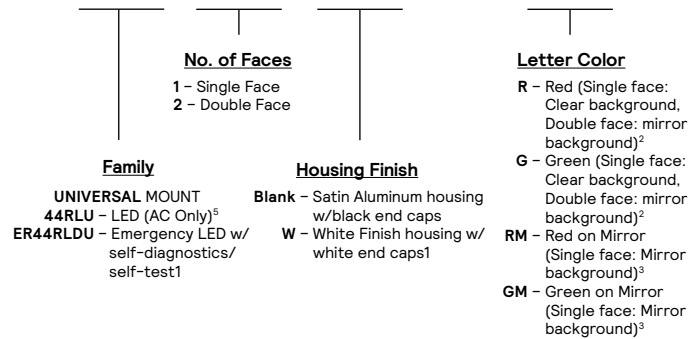 No. of Faces
1 – Single Face
2 – Double Face
Letter Color
R – Red (Single face:
Clear background,
Double face: mirror
background)²
G – Green (Single face:
Clear background,
Double face: mirror
background)²
RM – Red on Mirror
(Single face: Mirror
background)³
GM – Green on Mirror
(Single face: Mirror
background)³
Family
UNIVERSAL MOUNT
44RLU – LED (AC Only)⁵
ER44RLDU – Emergency LED w/
self-diagnostics/
self-test1
Housing Finish
Blank – Satin Aluminum housing
w/black end caps
W – White Finish housing w/
white end caps1